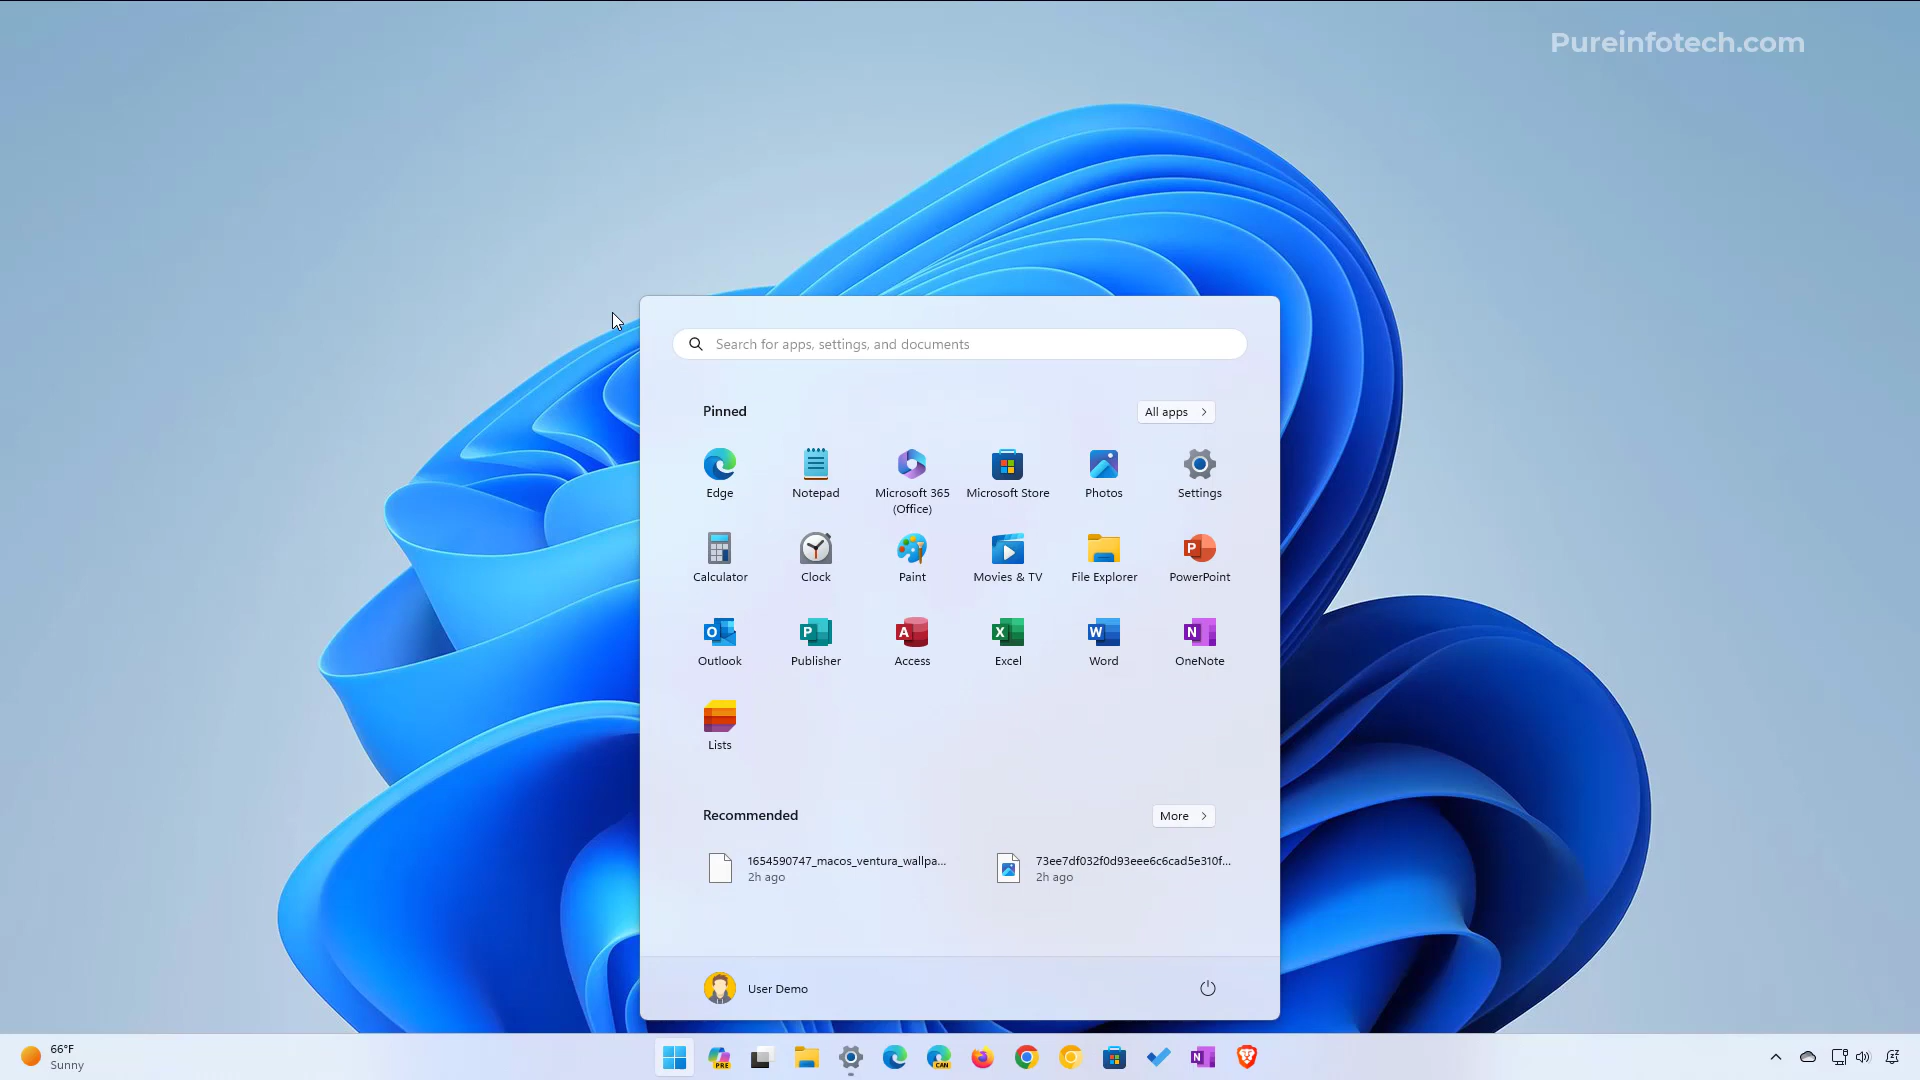 Pureinfotech.com
Search for apps, settings, and documents
Pinned
All apps
Edge
Notepad
Microsoft 365
(Office)
Microsoft Store
Photos
Settings
Calculator
Clock
Paint
Movies & TV
File Explorer
P
PowerPoint
O
Outlook
P
Publisher
A
Access
X
Excel
W
Word
N
OneNote
Lists
Recommended
More
1654590747_macos_ventura_wallpa...
2h ago
73ee7df032f0d93eee6c6cad5e310f...
2h ago
User Demo
66°F
Sunny
PRE
CAN
N